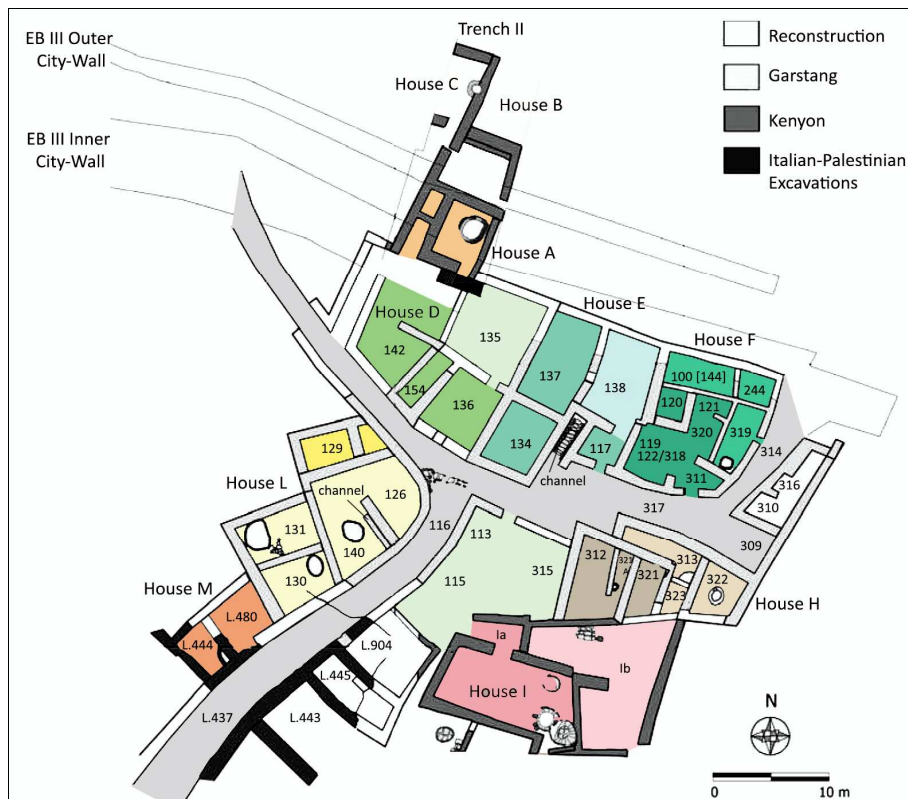 Trench II
EB III Outer
City-Wall
House C
House B
EB III Inner
City-Wall
Reconstruction
Garstang
Kenyon
Italian-Palestinian
Excavations
House A
House E
House D
House F
135
142
100 [144]
244
137
138
154
120
121
136
320
319
119
134
117
122/318
314
129
311
316
channel
House L
channel
126
317
310
131
116
113
309
140
312
321
A
313
House M
130
115
315
321
323
322
House H
L.480
L.444
L.904
Ia
L.445
Ib
House I
L.437
L.443
N
0
10 m